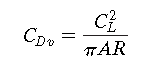 C_{Dv} = \frac{C_L^2}{\pi AR}